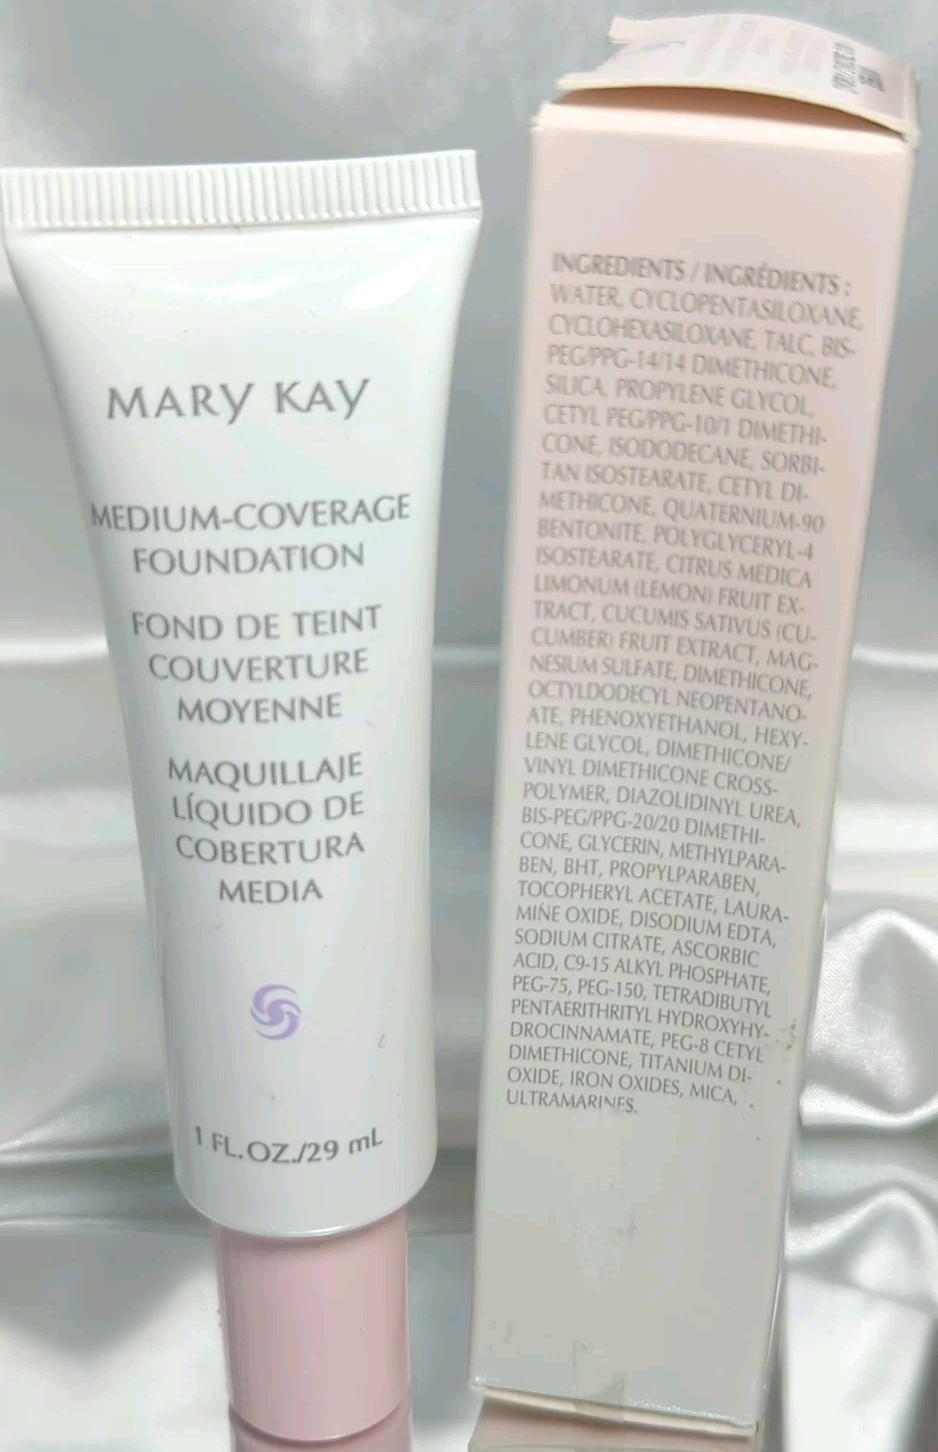 MARY KAY
MEDIUM-COVERAGE
FOUNDATION
FOND DE TEINT
COUVERTURE
MOYENNE
MAQUILLAJE
LÍQUIDO DE
COBERTURA
MEDIA
1 FL.OZ./29 mL
INGREDIENTS / INGRÉDIENTS :
WATER, CYCLOPENTASILOXANE,
CYCLOHEXASILOXANE, TALC, BIS-
PEG/PPG-14/14 DIMETHICONE,
SILICA, PROPYLENE GLYCOL,
CETYL PEG/PPG-10/1 DIMETHI-
CONE, ISODODECANE, SORBI-
TAN ISOSTEARATE, CETYL DI-
METHICONE, QUATERNIUM-90
BENTONITE, POLYGLYCERYL-4
ISOSTEARATE, CITRUS MEDICA
LIMONUM (LEMON) FRUIT EX-
TRACT, CUCUMIS SATIVUS (CU-
CUMBER) FRUIT EXTRACT, MAG-
NESIUM SULFATE, DIMETHICONE,
OCTYLDODECYL NEOPENTANO-
ATE, PHENOXYETHANOL, HEXY-
LENE GLYCOL, DIMETHICONE/
VINYL DIMETHICONE CROSS-
POLYMER, DIAZOLIDINYL UREA,
BIS-PEG/PPG-20/20 DIMETHI-
CONE, GLYCERIN, METHYLPARA-
BEN, BHT, PROPYLPARABEN,
TOCOPHERYL ACETATE, LAURA-
MINE OXIDE, DISODIUM EDTA,
SODIUM CITRATE, ASCORBIC
ACID, C9-15 ALKYL PHOSPHATE,
PEG-75, PEG-150, TETRADIBUTYL
PENTAERITHRITYL HYDROXYHY-
DROCINNAMATE, PEG-8 CETYL
DIMETHICONE, TITANIUM DI-
OXIDE, IRON OXIDES, MICA,
ULTRAMARINES.